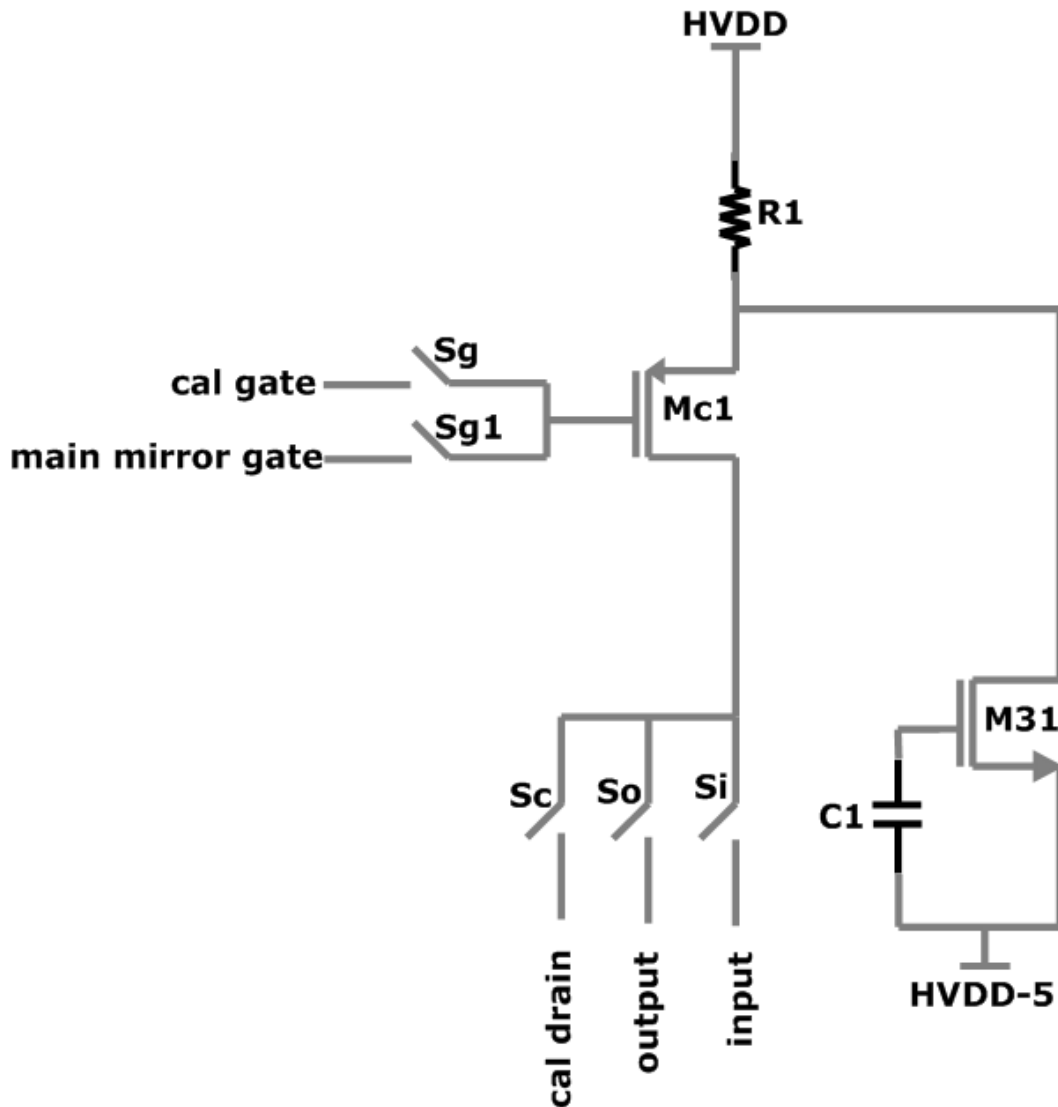 HVDD
R1
Sg
cal gate
Mc1
Sg1
main mirror gate
M31
Sc
So
Si
C1
cal drain
output
input
HVDD-5